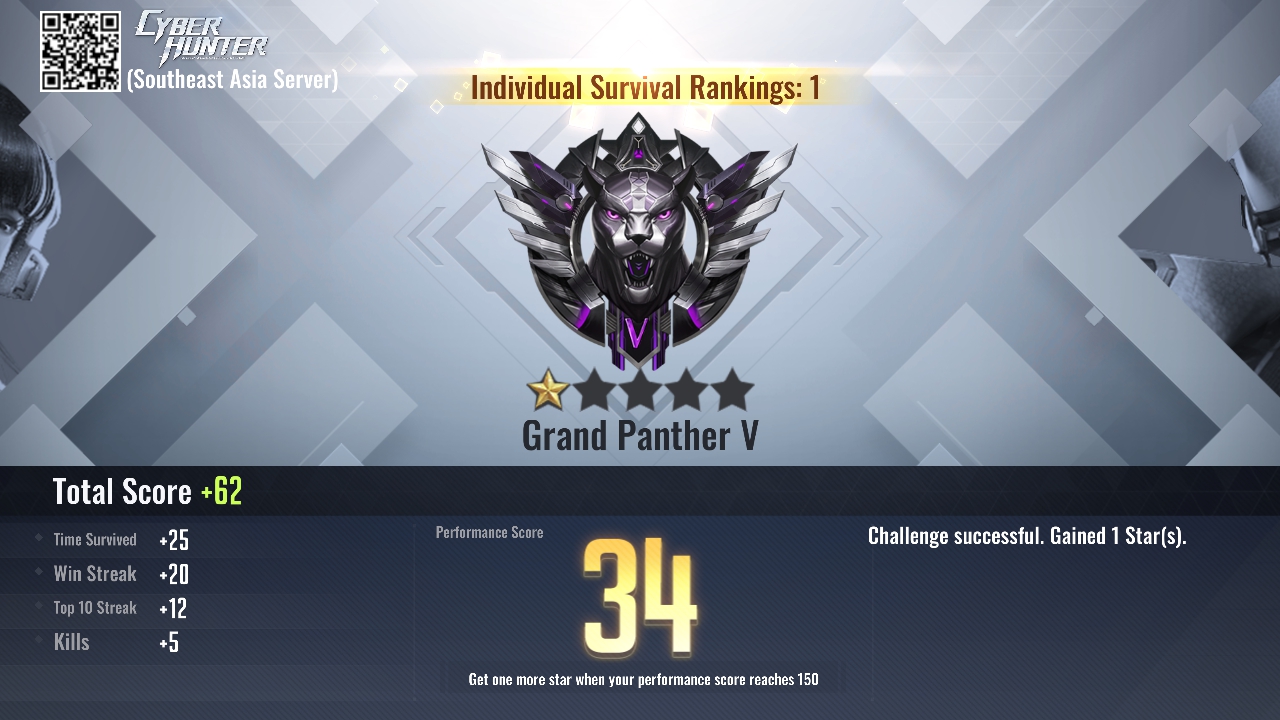 CYBER
HUNTER
(Southeast Asia Server)
Individual Survival Rankings: 1
V
Grand Panther V
Total Score +62
Time Survived +25
Win Streak +20
Top 10 Streak +12
Kills +5
Performance Score
34
Get one more star when your performance score reaches 150
Challenge successful. Gained 1 Star(s).